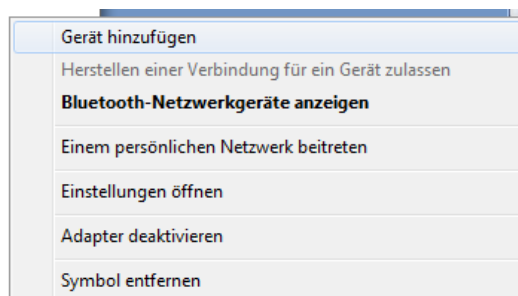 Gerät hinzufügen
Herstellen einer Verbindung für ein Gerät zulassen
Bluetooth-Netzwerkgeräte anzeigen
Einem persönlichen Netzwerk beitreten
Einstellungen öffnen
Adapter deaktivieren
Symbol entfernen